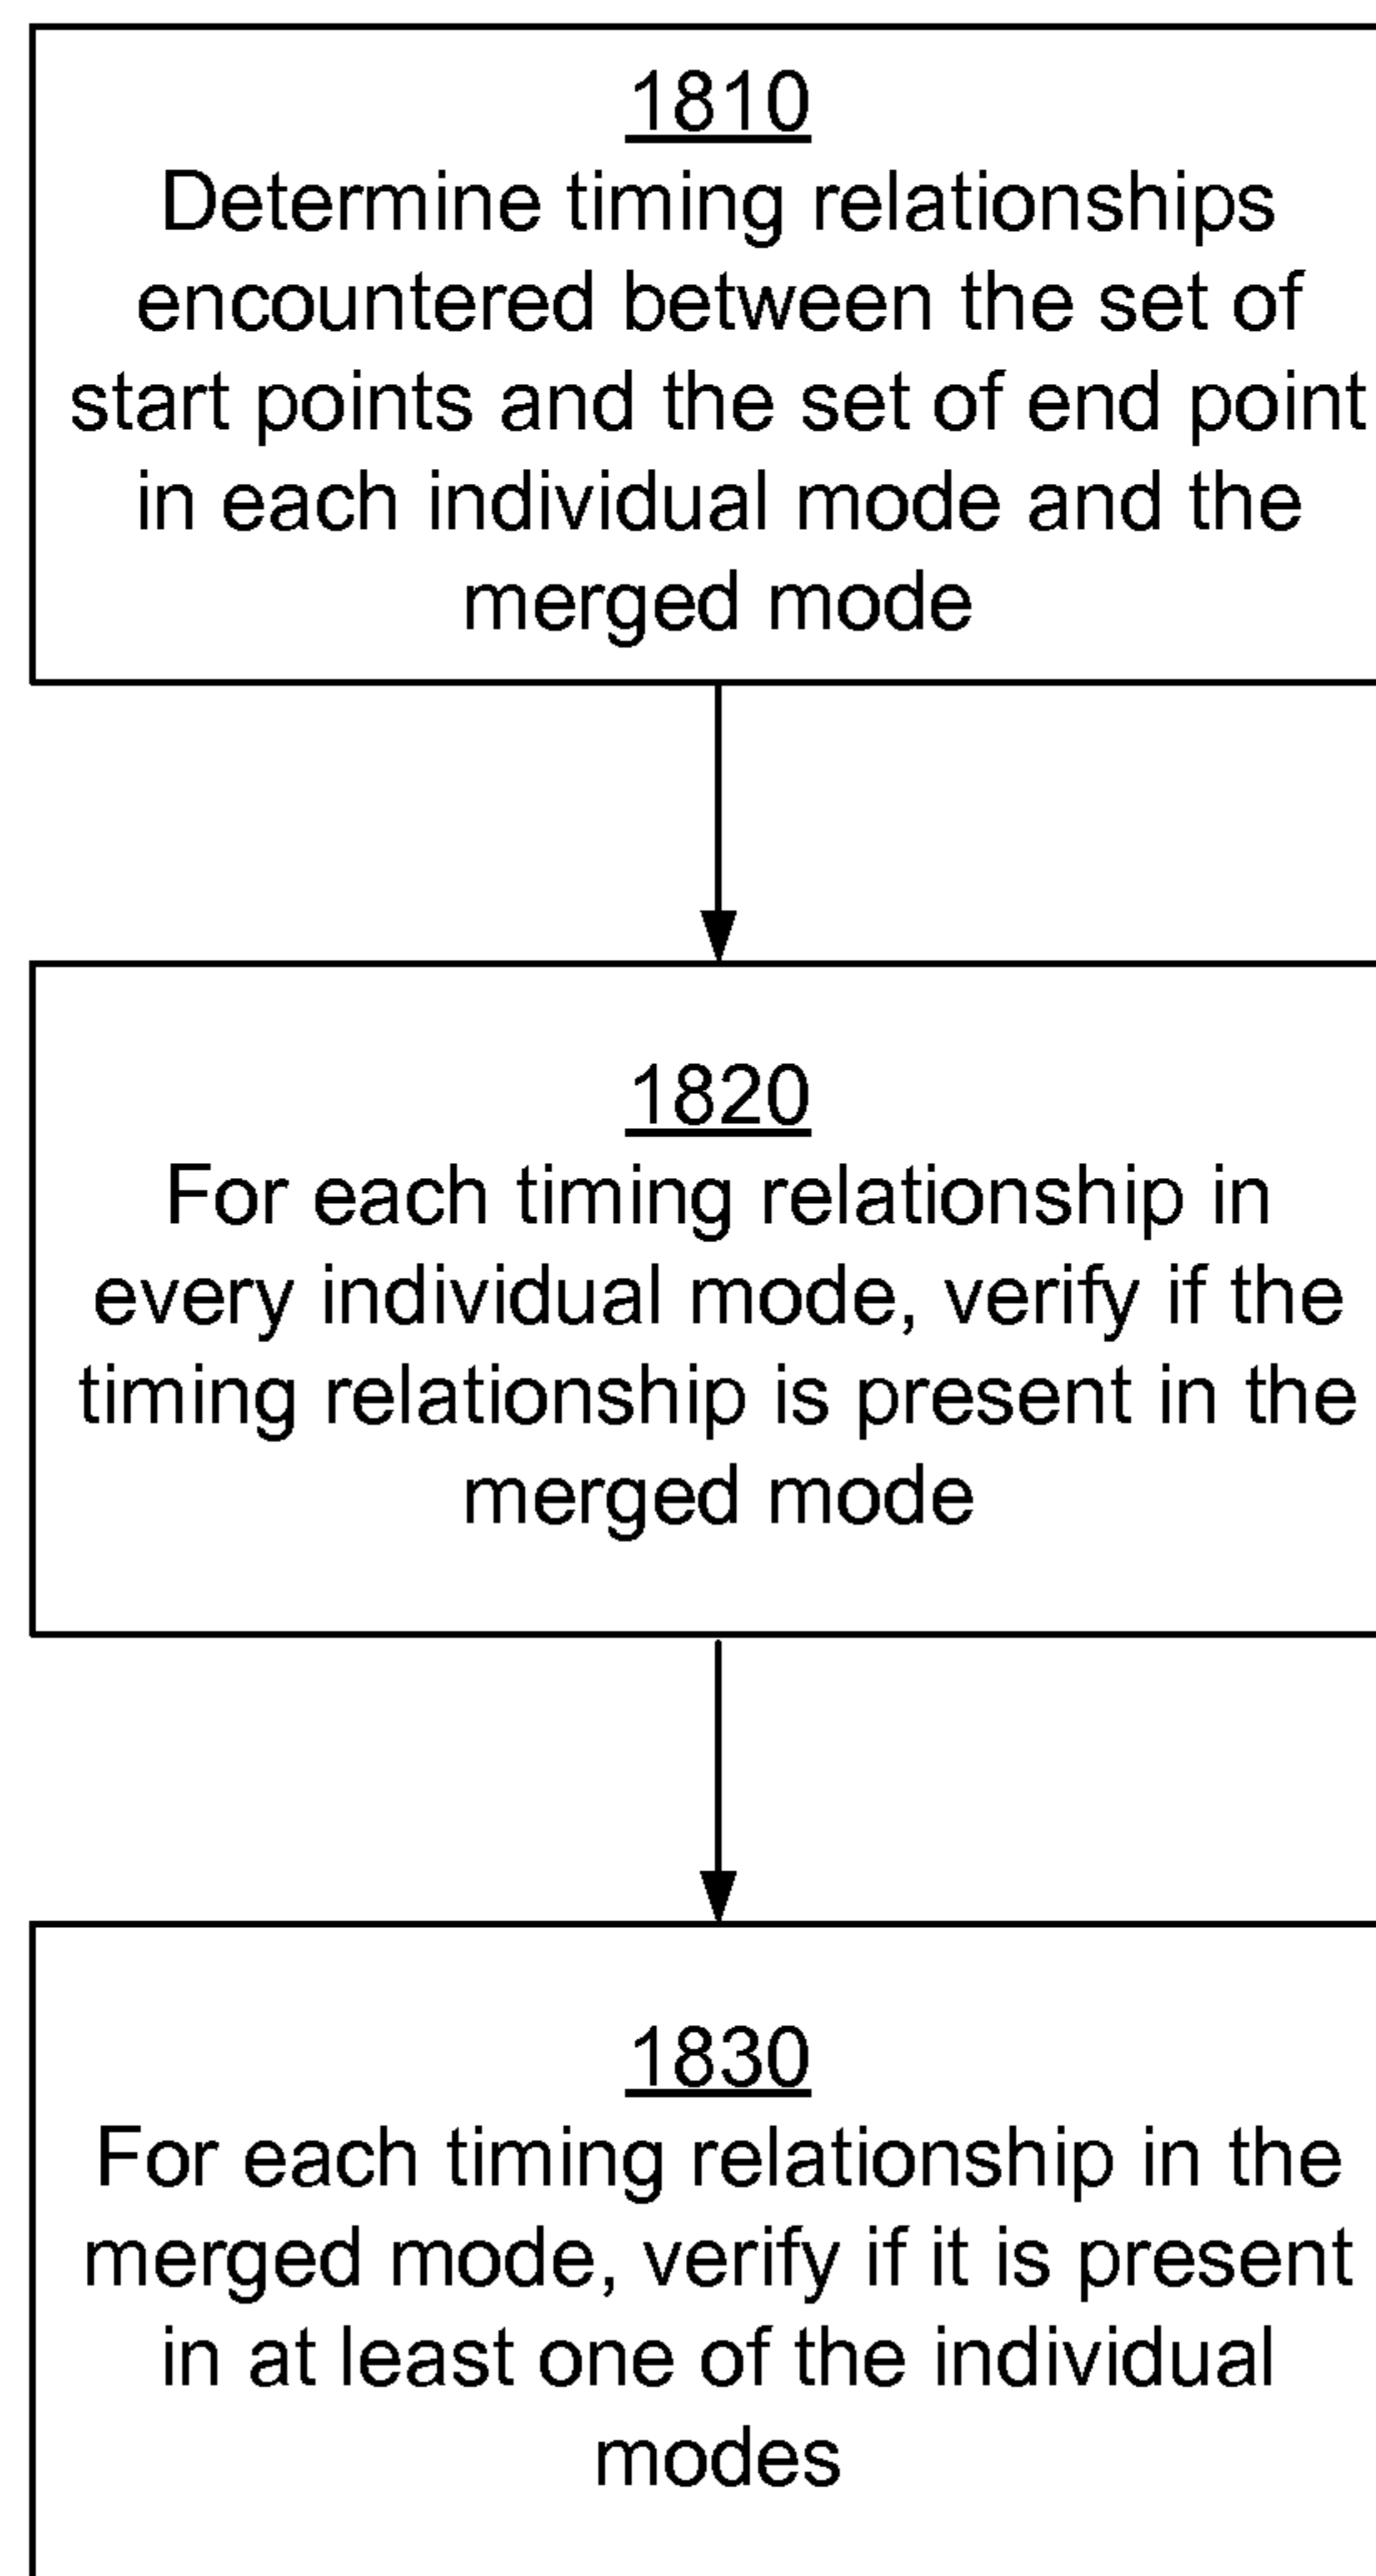 1810
Determine timing relationships
encountered between the set of
start points and the set of end point
in each individual mode and the
merged mode
1820
For each timing relationship in
every individual mode, verify if the
timing relationship is present in the
merged mode
1830
For each timing relationship in the
merged mode, verify if it is present
in at least one of the individual
modes